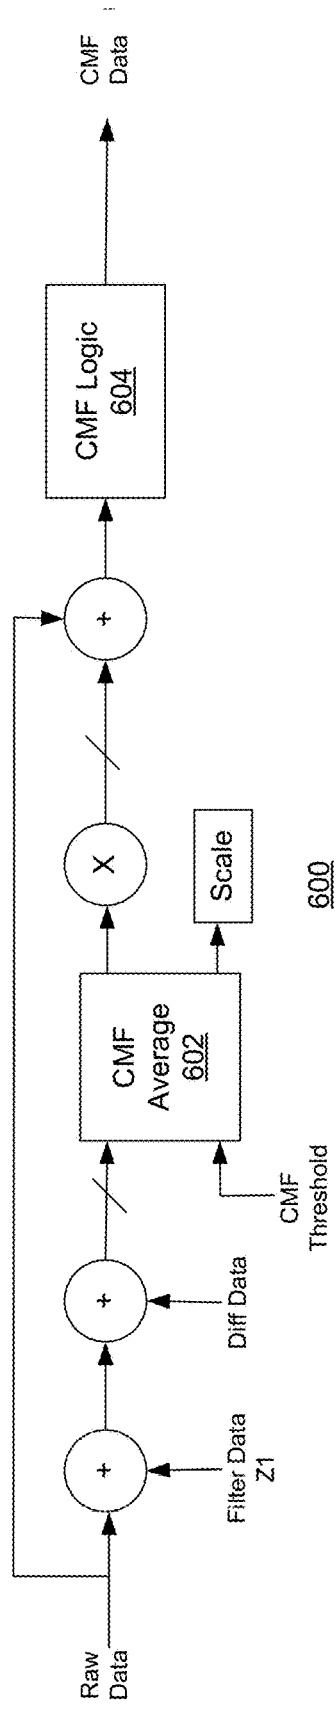 Raw
Data
+
Filter Data
Z1
+
Diff Data
CMF
Threshold
CMF
Average
602
X
Scale
+
CMF Logic
604
CMF
Data
600